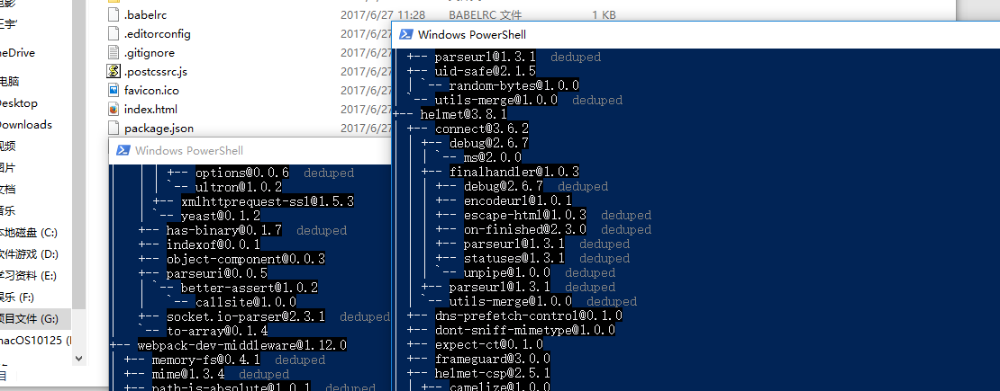 电影
王宇'
neDrive
电脑
Desktop
Downloads
视频
图片
文档
音乐
本地磁盘 (C:)
软件游戏 (D:)
学习资料 (E:)
娱乐 (F:)
项目文件 (G:)
macOS10125 (
目
.babelrc 2017/6/27 11:28 BABELRC 文件 1 KB
.editorconfig 2017/6/27
.gitignore 2017/6/27
.postcssrc.js 2017/6/27
favicon.ico 2017/6/27
index.html 2017/6/27
package.json 2017/6/27
Windows PowerShell
| | | +-- options@0.0.6 deduped
| | | `-- ultron@1.0.2
| | +-- xmlhttprequest-ssl@1.5.3
| | `-- yeast@0.1.2
| +-- has-binary@0.1.7 deduped
| +-- indexof@0.0.1
| +-- object-component@0.0.3
| +-- parseuri@0.0.5
| | `-- better-assert@1.0.2
| |   `-- callsite@1.0.0
| +-- socket.io-parser@2.3.1 deduped
| `-- to-array@0.1.4
+-- webpack-dev-middleware@1.12.0
| +-- memory-fs@0.4.1 deduped
| +-- mime@1.3.4 deduped
| +-- path-is-absolute@1.0.1 deduped
Windows PowerShell
| +-- parseurl@1.3.1 deduped
| +-- uid-safe@2.1.5
| | `-- random-bytes@1.0.0
| `-- utils-merge@1.0.0 deduped
+-- helmet@3.8.1
| +-- connect@3.6.2
| | +-- debug@2.6.7
| | | `-- ms@2.0.0
| | +-- finalhandler@1.0.3
| | | +-- debug@2.6.7 deduped
| | | +-- encodeurl@1.0.1
| | | +-- escape-html@1.0.3 deduped
| | | +-- on-finished@2.3.0 deduped
| | | +-- parseurl@1.3.1 deduped
| | | +-- statuses@1.3.1 deduped
| | | `-- unpipe@1.0.0 deduped
| | +-- parseurl@1.3.1 deduped
| | `-- utils-merge@1.0.0 deduped
| +-- dns-prefetch-control@0.1.0
| +-- dont-sniff-mimetype@1.0.0
| +-- expect-ct@0.1.0
| +-- frameguard@3.0.0
| +-- helmet-csp@2.5.1
| | +-- camelize@1.0.0